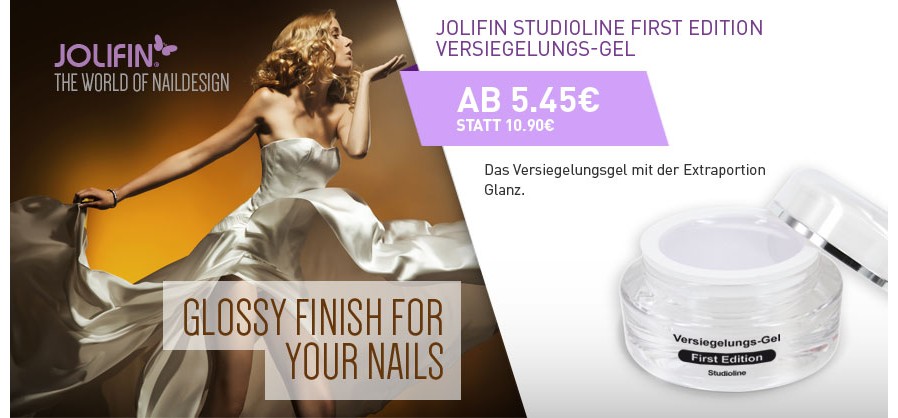 JOLIFIN®
THE WORLD OF NAILDESIGN
GLOSSY FINISH FOR
YOUR NAILS
JOLIFIN STUDIOLINE FIRST EDITION
VERSIEGELUNGS-GEL
AB 5.45€
STATT 10.90€
Das Versiegelungsgel mit der Extraportion
Glanz.
Versiegelungs-Gel
First Edition
Studioline